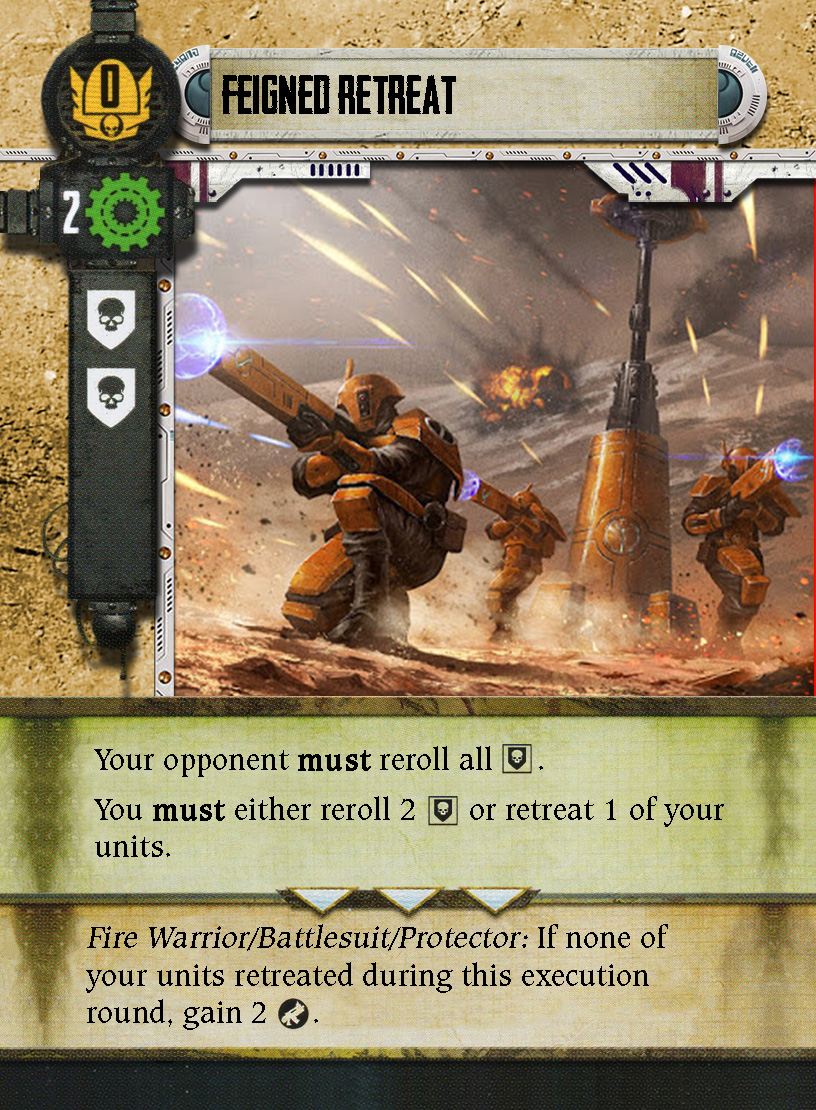 0
FEIGNED RETREAT
2
Your opponent must reroll all .
You must either reroll 2 or retreat 1 of your
units.
Fire Warrior/Battlesuit/Protector: If none of
your units retreated during this execution
round, gain 2 .